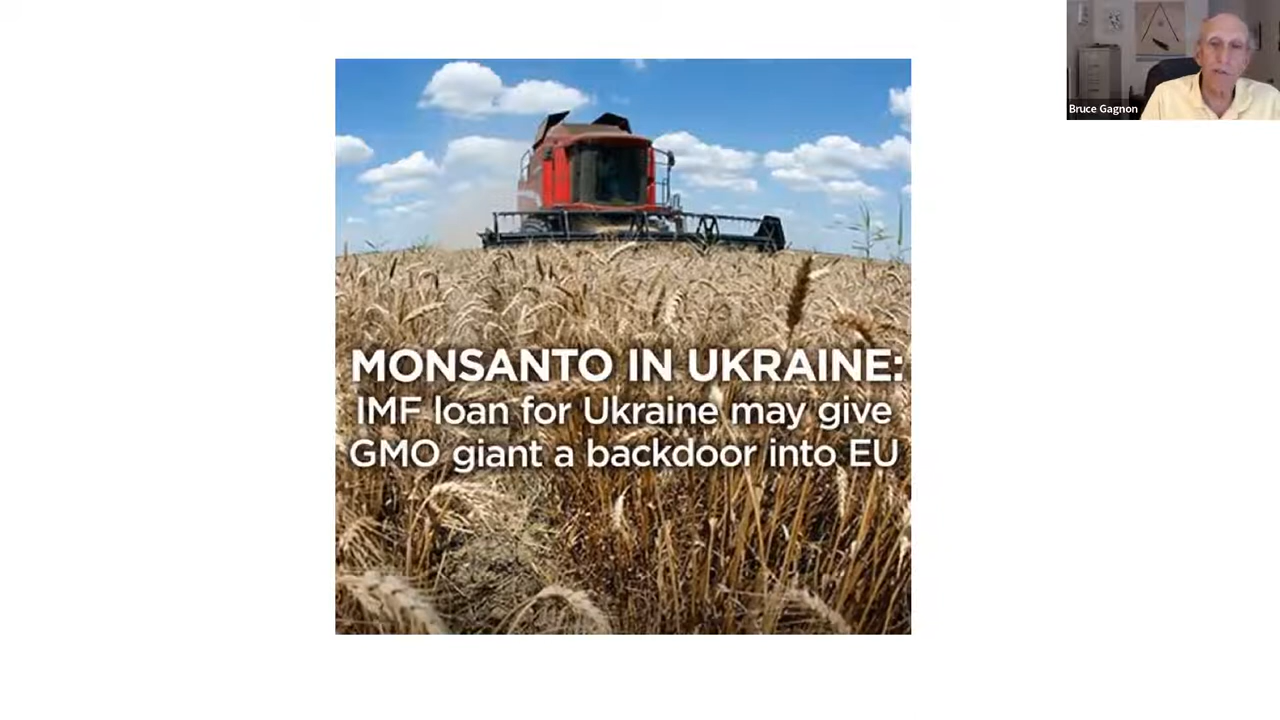 Bruce Gagnon
MONSANTO IN UKRAINE:
IMF loan for Ukraine may give
GMO giant a backdoor into EU